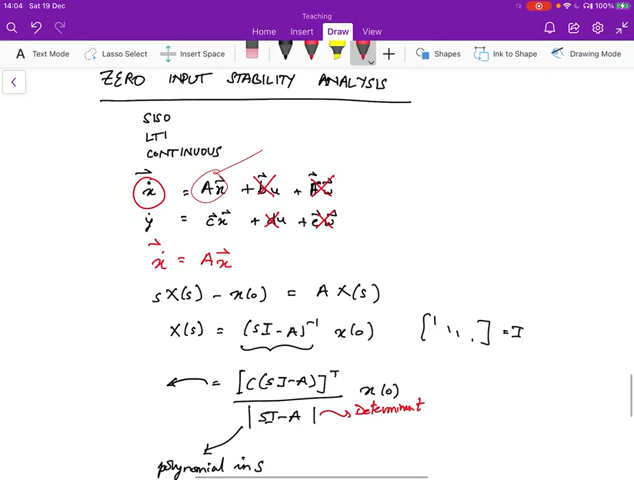 14:04 Sat 19 Dec
Teaching
100%
Home Insert Draw View
Text Mode Lasso Select Insert Space Shapes Ink to Shape Drawing Mode
ZERO INPUT STABILITY ANALYSIS
SISO
LTI
CONTINUOUS
ẋ = Ax + bu + Fw
ẏ = cx + du + ew
ẋ = Ax
sX(s) - x(0) = A X(s)
X(s) = (sI-A)⁻¹ x(0) [1 ⋱ .] = I
= [C(sI-A)]ᵀ x(0)
|SI-A| Determinant
polynomial in s